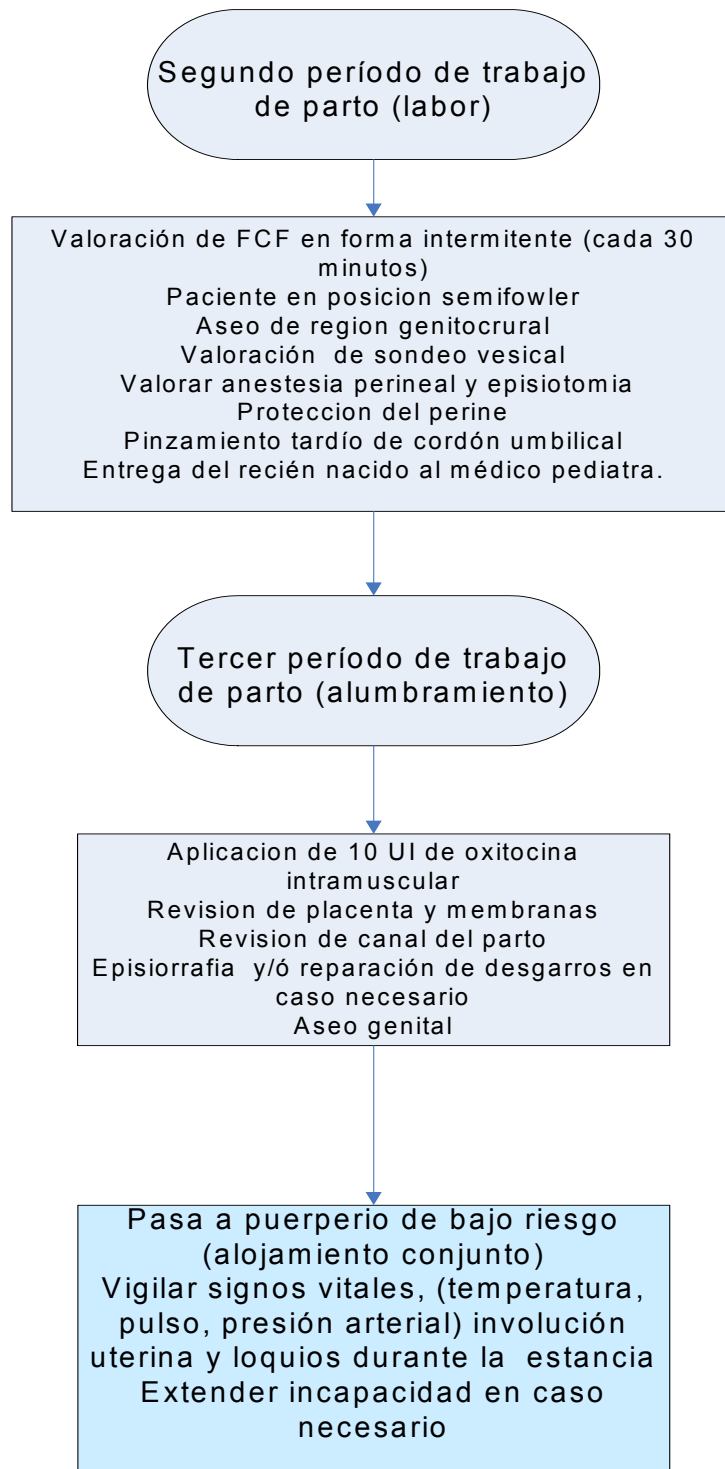 Segundo período de trabajo
de parto (labor)
Valoración de FCF en forma intermitente (cada 30
minutos)
Paciente en posicion semifowler
Aseo de region genitocrural
Valoración de sondeo vesical
Valorar anestesia perineal y episiotomia
Proteccion del perine
Pinzamiento tardío de cordón umbilical
Entrega del recién nacido al médico pediatra.
Tercer período de trabajo
de parto (alumbramiento)
Aplicacion de 10 UI de oxitocina
intramuscular
Revision de placenta y membranas
Revision de canal del parto
Episiorrafia y/ó reparación de desgarros en
caso necesario
Aseo genital
Pasa a puerperio de bajo riesgo
(alojamiento conjunto)
Vigilar signos vitales, (temperatura,
pulso, presión arterial) involución
uterina y loquios durante la estancia
Extender incapacidad en caso
necesario